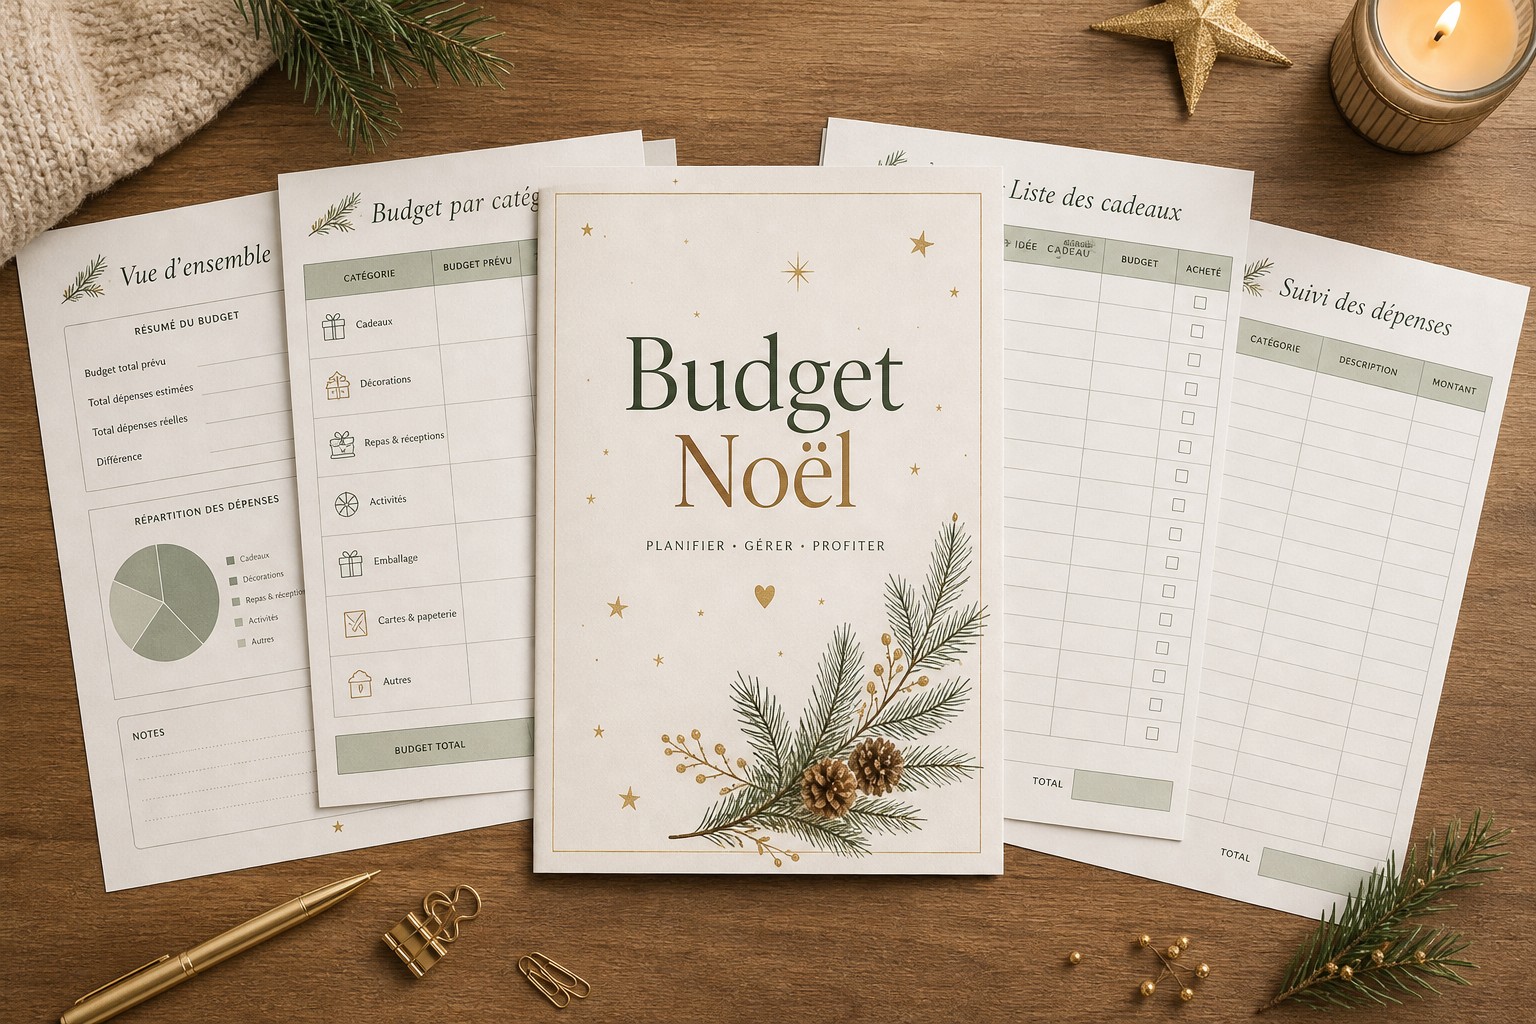 Vue d'ensemble
RÉSUMÉ DU BUDGET
Budget total prévu
Total dépenses estimées
Total dépenses réelles
Différence
RÉPARTITION DES DÉPENSES
Cadeaux
Décorations
Repas & réception
Activités
Autres
NOTES
Budget par catég
CATÉGORIE BUDGET PRÉVU
Cadeaux
Décorations
Repas & réceptions
Activités
Emballage
Cartes & papeterie
Autres
BUDGET TOTAL
Budget
Noël
PLANIFIER • GÉRER • PROFITER
Liste des cadeaux
IDÉE CADEAU BUDGET ACHETÉ
TOTAL
Suivi des dépenses
CATÉGORIE DESCRIPTION MONTANT
TOTAL